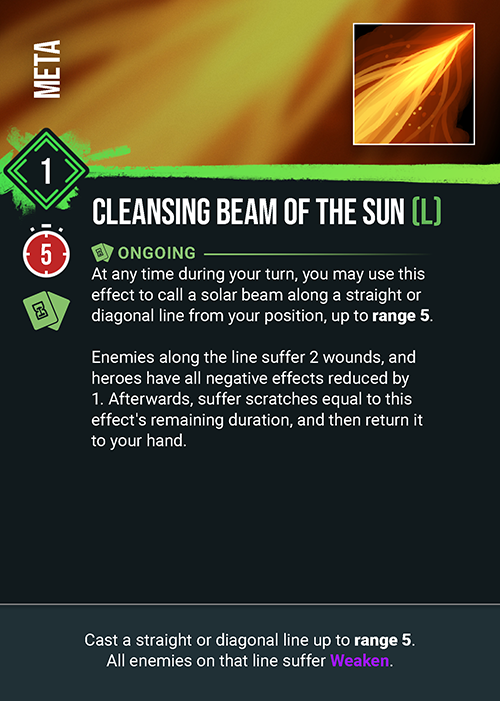 META
1
CLEANSING BEAM OF THE SUN (L)
5
ONGOING
At any time during your turn, you may use this
effect to call a solar beam along a straight or
diagonal line from your position, up to range 5.
Enemies along the line suffer 2 wounds, and
heroes have all negative effects reduced by
1. Afterwards, suffer scratches equal to this
effect's remaining duration, and then return it
to your hand.
Cast a straight or diagonal line up to range 5.
All enemies on that line suffer Weaken.